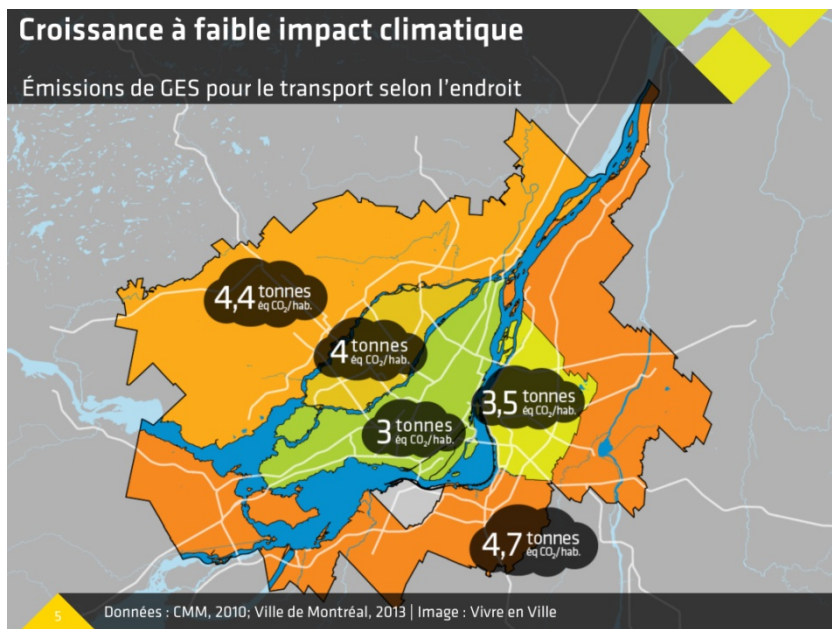 Croissance à faible impact climatique
Émissions de GES pour le transport selon l'endroit
4,4 tonnes
éq CO₂/hab.
4 tonnes
éq CO₂/hab.
3,5 tonnes
éq CO₂/hab.
3 tonnes
éq CO₂/hab.
4,7 tonnes
éq CO₂/hab.
5
Données : CMM, 2010; Ville de Montréal, 2013 | Image : Vivre en Ville